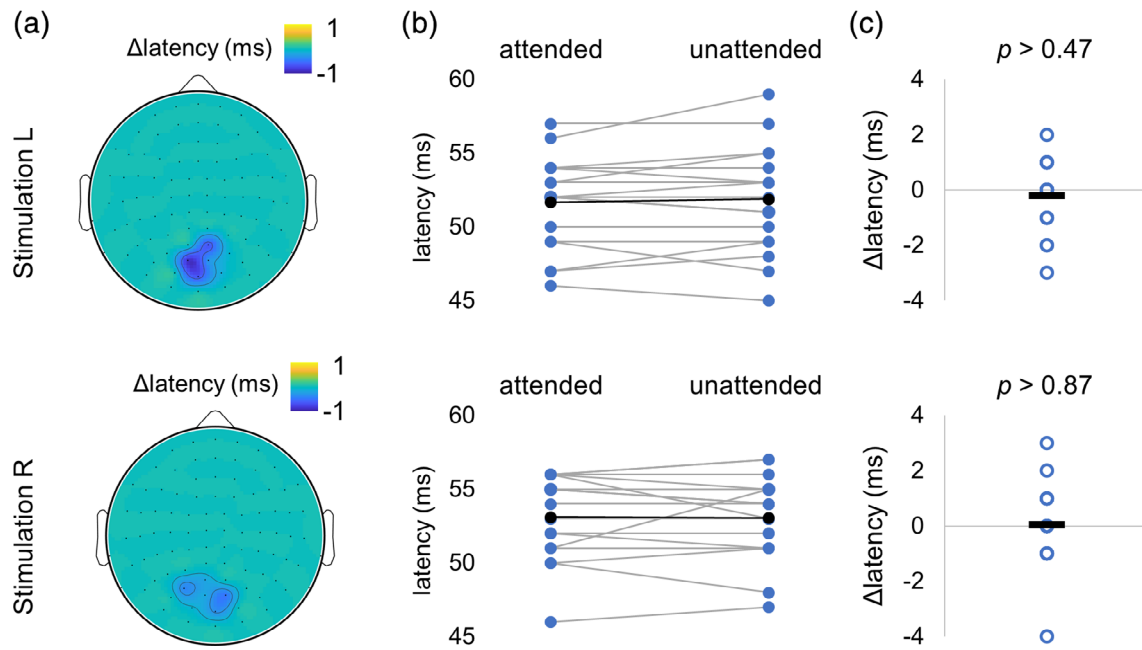 (a)
Δlatency (ms)
1
-1
Stimulation L
(b)
attended
unattended
60
55
50
45
latency (ms)
(c)
p > 0.47
4
2
0
-2
-4
Δlatency (ms)
Δlatency (ms)
1
-1
Stimulation R
attended
unattended
60
55
50
45
latency (ms)
p > 0.87
4
2
0
-2
-4
Δlatency (ms)